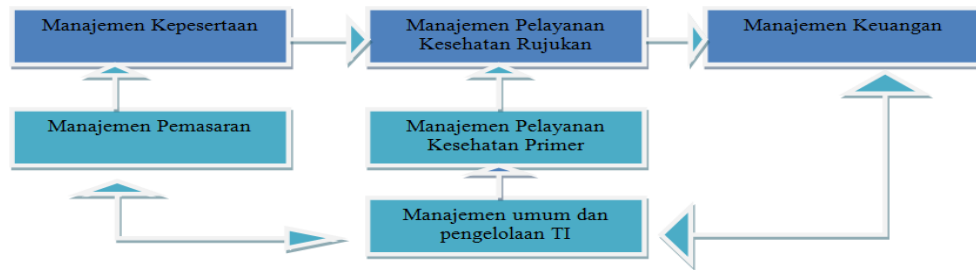 Manajemen Kepesertaan
Manajemen Pelayanan
Kesehatan Rujukan
Manajemen Keuangan
Manajemen Pemasaran
Manajemen Pelayanan
Kesehatan Primer
Manajemen umum dan
pengelolaan TI